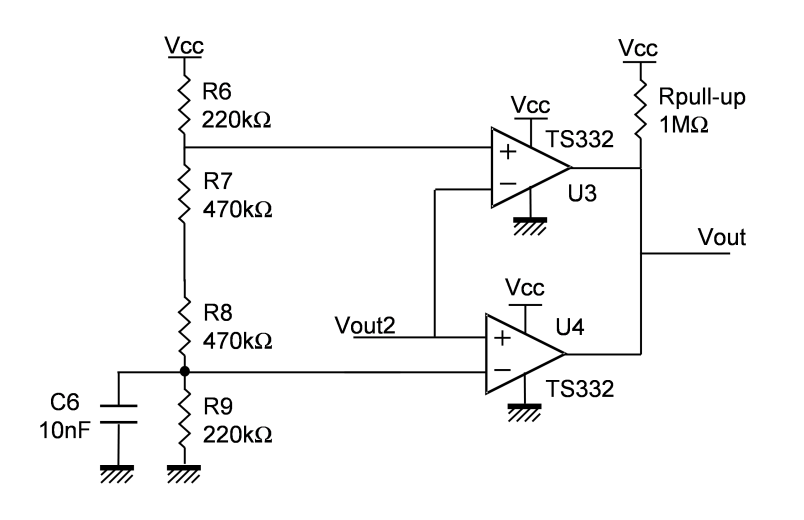 Vcc
R6
220kΩ
R7
470kΩ
R8
470kΩ
R9
220kΩ
C6
10nF
Vcc
TS332
+
−
U3
Vcc
Rpull-up
1MΩ
Vout
Vout2
Vcc
U4
+
−
TS332